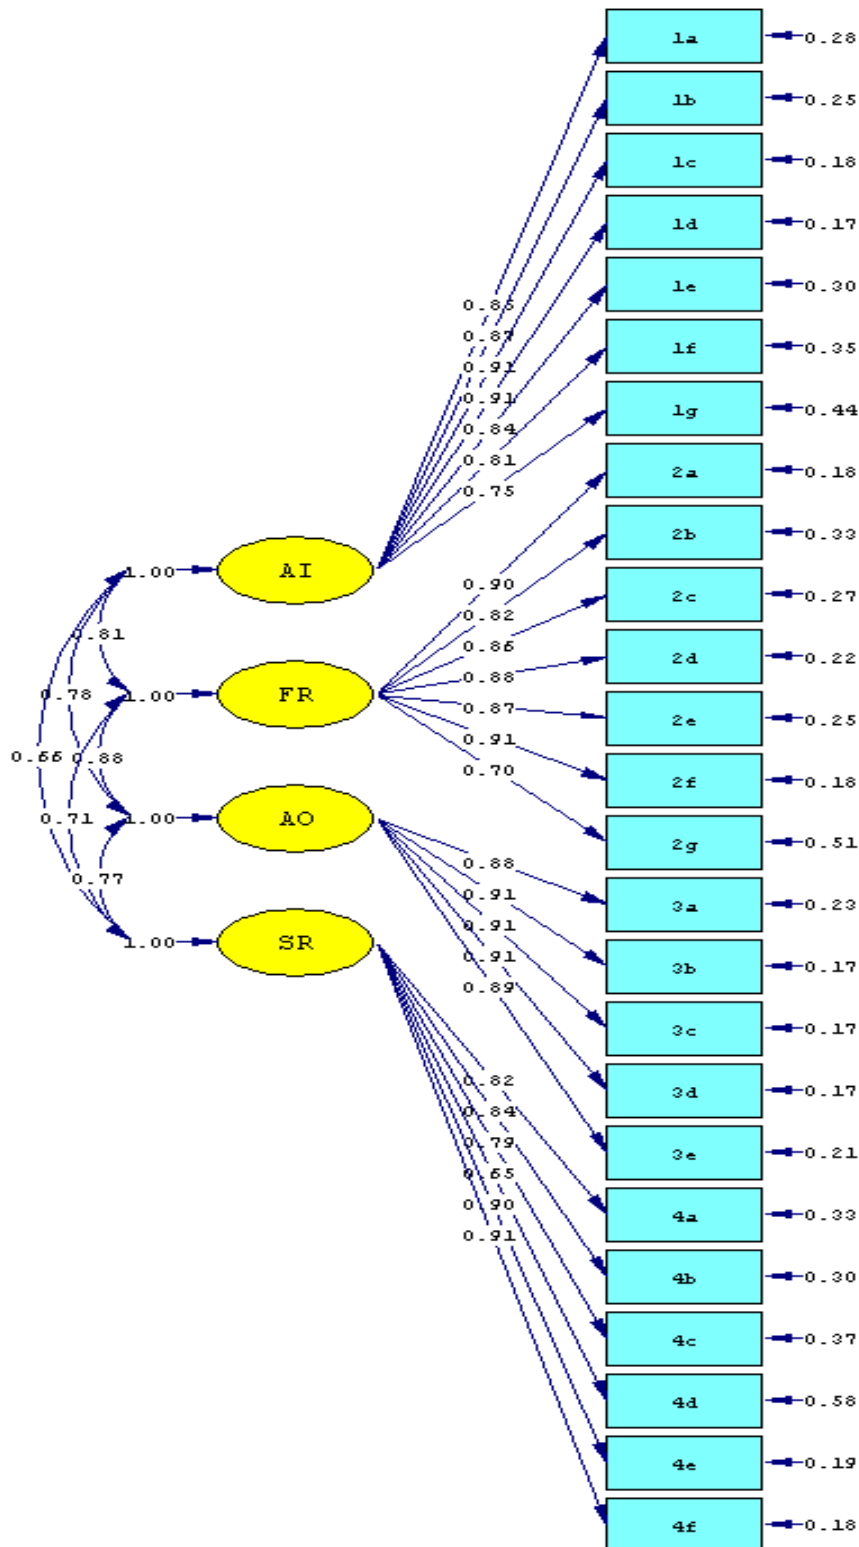 1a 0.28
1b 0.25
1c 0.18
1d 0.17
1e 0.30
0.85
0.87
1f 0.35
0.91
0.91
1g 0.44
0.84
0.81
2a 0.18
0.75
2b 0.33
1.00 AI
0.90
2c 0.27
0.82
0.81
0.85
2d 0.22
0.88
0.78 1.00 FR
0.87
2e 0.25
0.91
0.66 0.88
0.70
2f 0.18
0.71 1.00 AO
2g 0.51
0.88
0.77
0.91
3a 0.23
0.91
1.00 SR
0.91
3b 0.17
0.89
3c 0.17
0.82
3d 0.17
0.84
0.79
3e 0.21
0.65
0.90
4a 0.33
0.91
4b 0.30
4c 0.37
4d 0.58
4e 0.19
4f 0.18